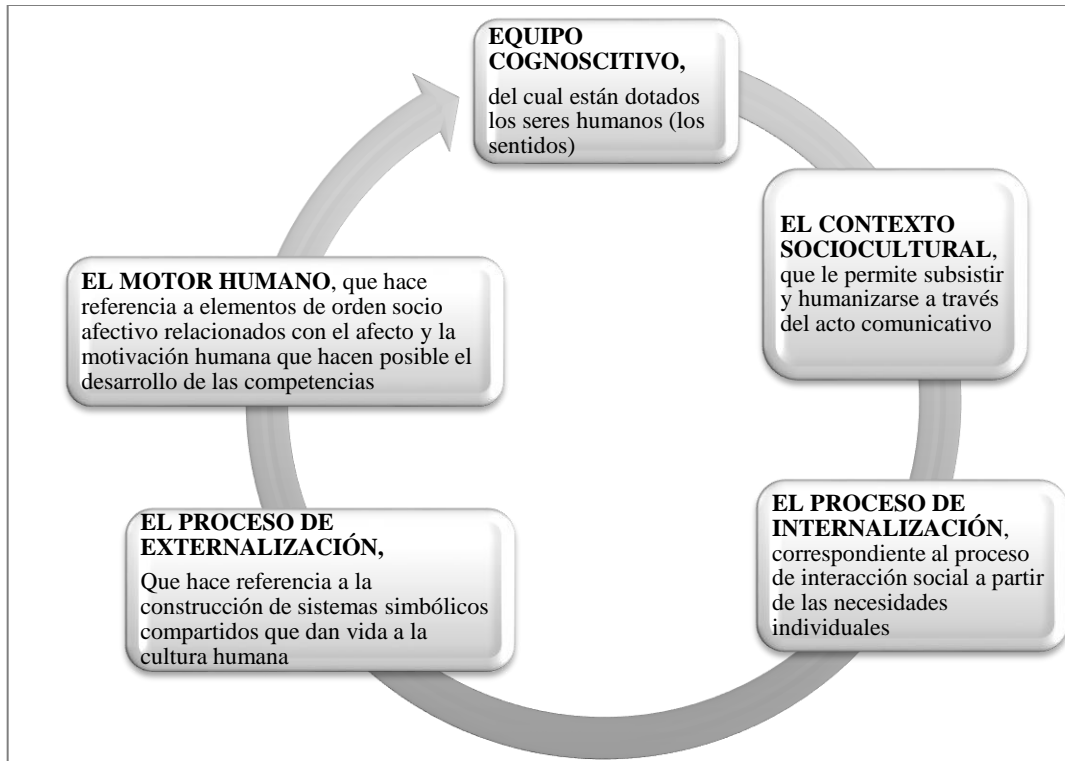 EQUIPO
COGNOSCITIVO,
del cual están dotados
los seres humanos (los
sentidos)
EL CONTEXTO
SOCIOCULTURAL,
que le permite subsistir
y humanizarse a través
del acto comunicativo
EL PROCESO DE
INTERNALIZACIÓN,
correspondiente al proceso
de interacción social a partir
de las necesidades
individuales
EL PROCESO DE
EXTERNALIZACIÓN,
Que hace referencia a la
construcción de sistemas simbólicos
compartidos que dan vida a la
cultura humana
EL MOTOR HUMANO, que hace
referencia a elementos de orden socio
afectivo relacionados con el afecto y la
motivación humana que hacen posible el
desarrollo de las competencias